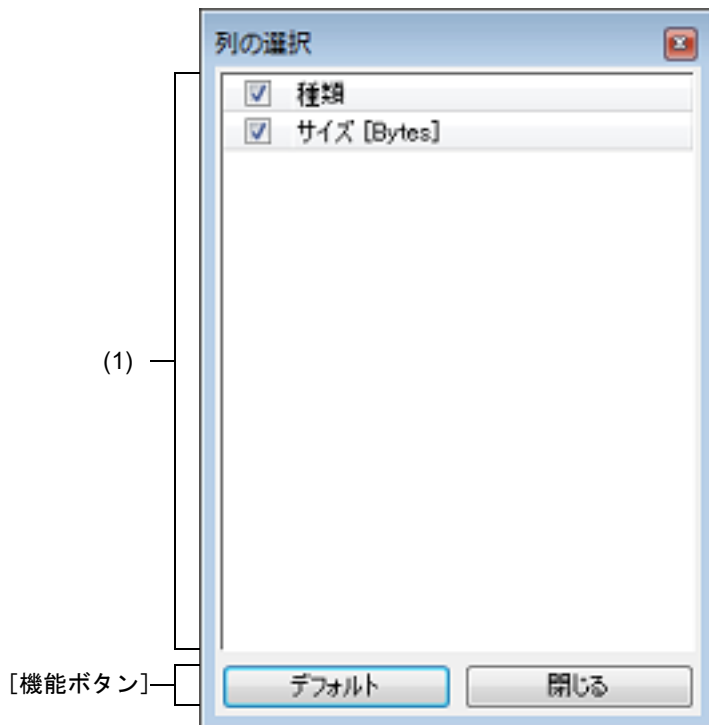 列の選択
種類
サイズ [Bytes]
(1)
[機能ボタン]
デフォルト
閉じる